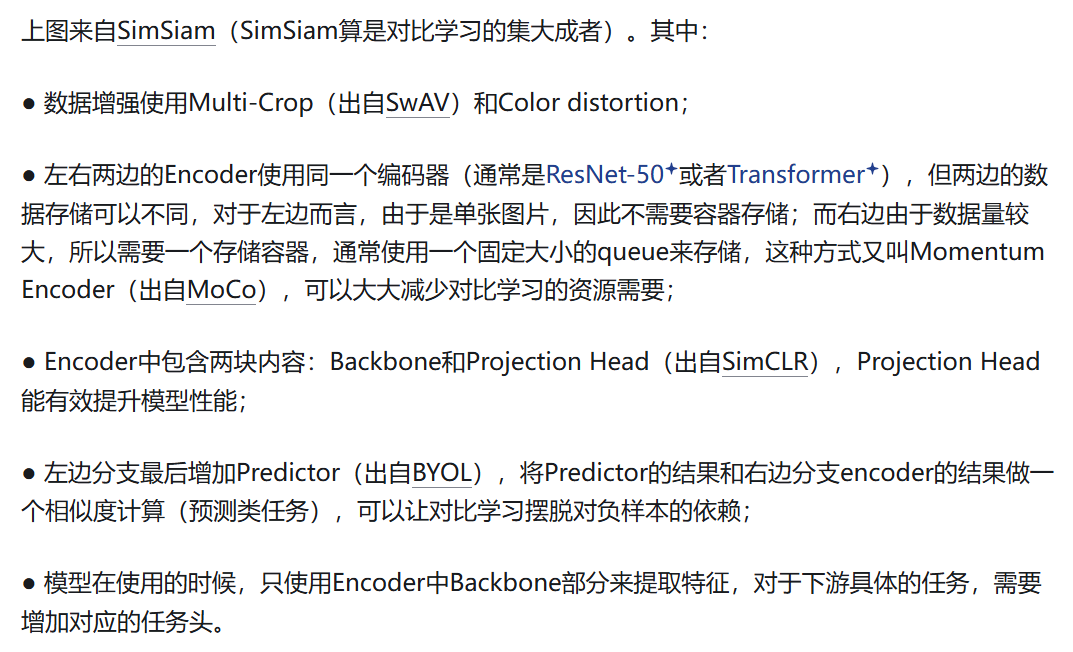 上图来自SimSiam（SimSiam算是对比学习的集大成者）。其中：
● 数据增强使用Multi-Crop（出自SwAV）和Color distortion；
● 左右两边的Encoder使用同一个编码器（通常是ResNet-50或者Transformer），但两边的数
据存储可以不同，对于左边而言，由于是单张图片，因此不需要容器存储；而右边由于数据量较
大，所以需要一个存储容器，通常使用一个固定大小的queue来存储，这种方式又叫Momentum
Encoder（出自MoCo），可以大大减少对比学习的资源需要；
● Encoder中包含两块内容：Backbone和Projection Head（出自SimCLR），Projection Head
能有效提升模型性能；
● 左边分支最后增加Predictor（出自BYOL），将Predictor的结果和右边分支encoder的结果做一
个相似度计算（预测类任务），可以让对比学习摆脱对负样本的依赖；
● 模型在使用的时候，只使用Encoder中Backbone部分来提取特征，对于下游具体的任务，需要
增加对应的任务头。